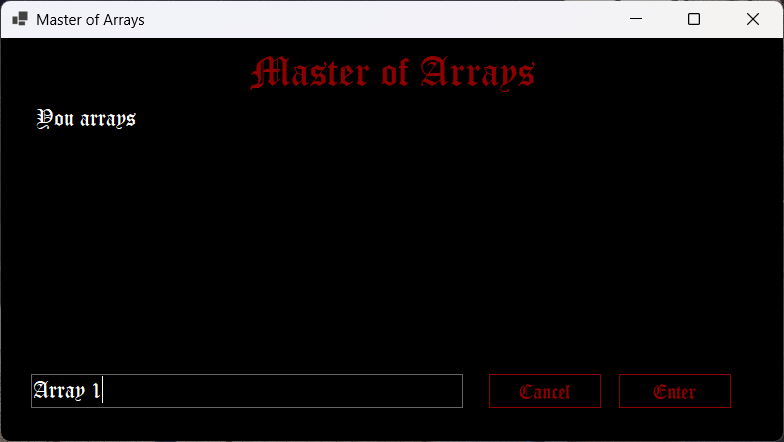 Master of Arrays
Master of Arrays
You arrays
Array 1
Cancel
Enter